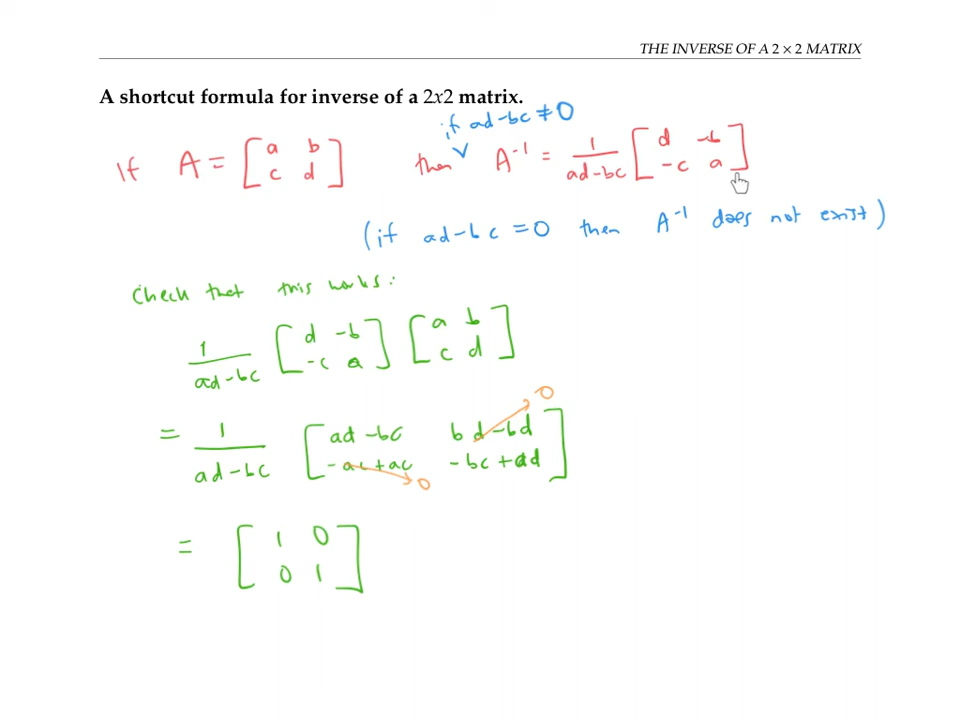 THE INVERSE OF A 2 × 2 MATRIX
A shortcut formula for inverse of a 2x2 matrix.
if ad-bc ≠ 0
If A = [a b; c d] then A^-1 = 1/(ad-bc) [d -b; -c a]
(if ad-bc = 0 then A^-1 does not exist)
Check that this works:
1/(ad-bc) [d -b; -c a] [a b; c d]
= 1/(ad-bc) [ad-bc bd-bd; -ac+ac -bc+ad] 0 0
= [1 0; 0 1]